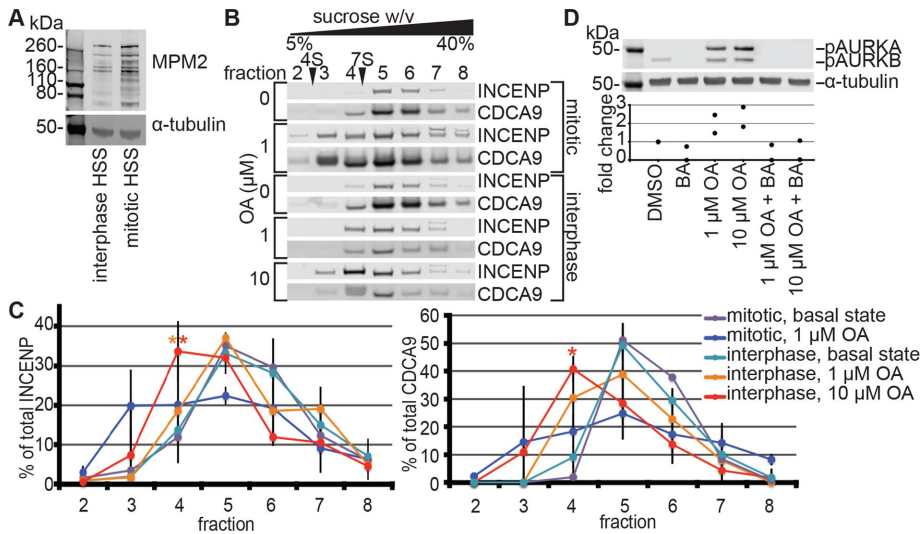 A
kDa
260-
160-
110-
80-
50-
MPM2
α-tubulin
interphase HSS
mitotic HSS
B
sucrose w/v
5%
40%
4S
7S
fraction 2 3 4 5 6 7 8
OA (µM)
0
INCENP
CDCA9
1
INCENP
CDCA9
mitotic
0
INCENP
CDCA9
1
INCENP
CDCA9
10
INCENP
CDCA9
interphase
D
kDa
50-
-pAURKA
-pAURKB
50-
-α-tubulin
fold change
3
2
1
0
DMSO
BA
1 µM OA
10 µM OA
1 µM OA + BA
10 µM OA + BA
C
% of total INCENP
40
30
20
10
0
**
2 3 4 5 6 7 8
fraction
% of total CDCA9
60
50
40
30
20
10
0
*
2 3 4 5 6 7 8
fraction
mitotic, basal state
mitotic, 1 µM OA
interphase, basal state
interphase, 1 µM OA
interphase, 10 µM OA